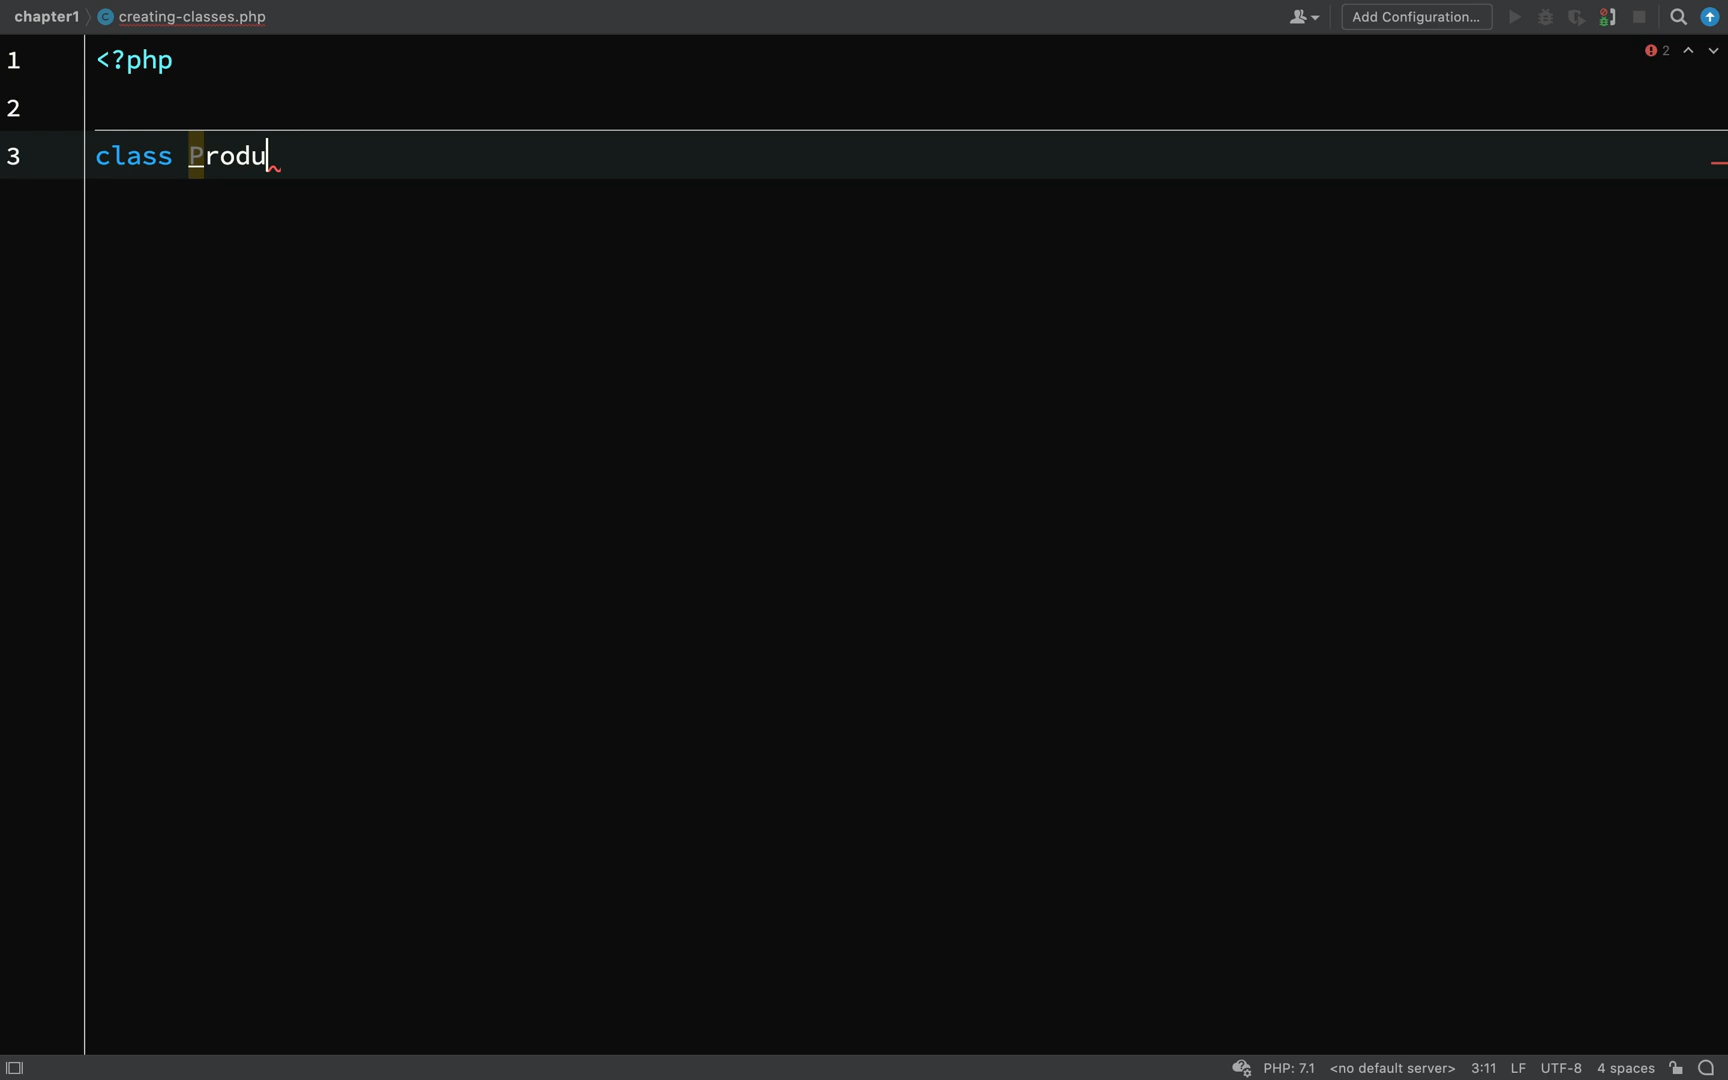 chapter1 creating-classes.php Add Configuration...
1 <?php 2
2
3 class Produ
PHP: 7.1 <no default server> 3:11 LF UTF-8 4 spaces